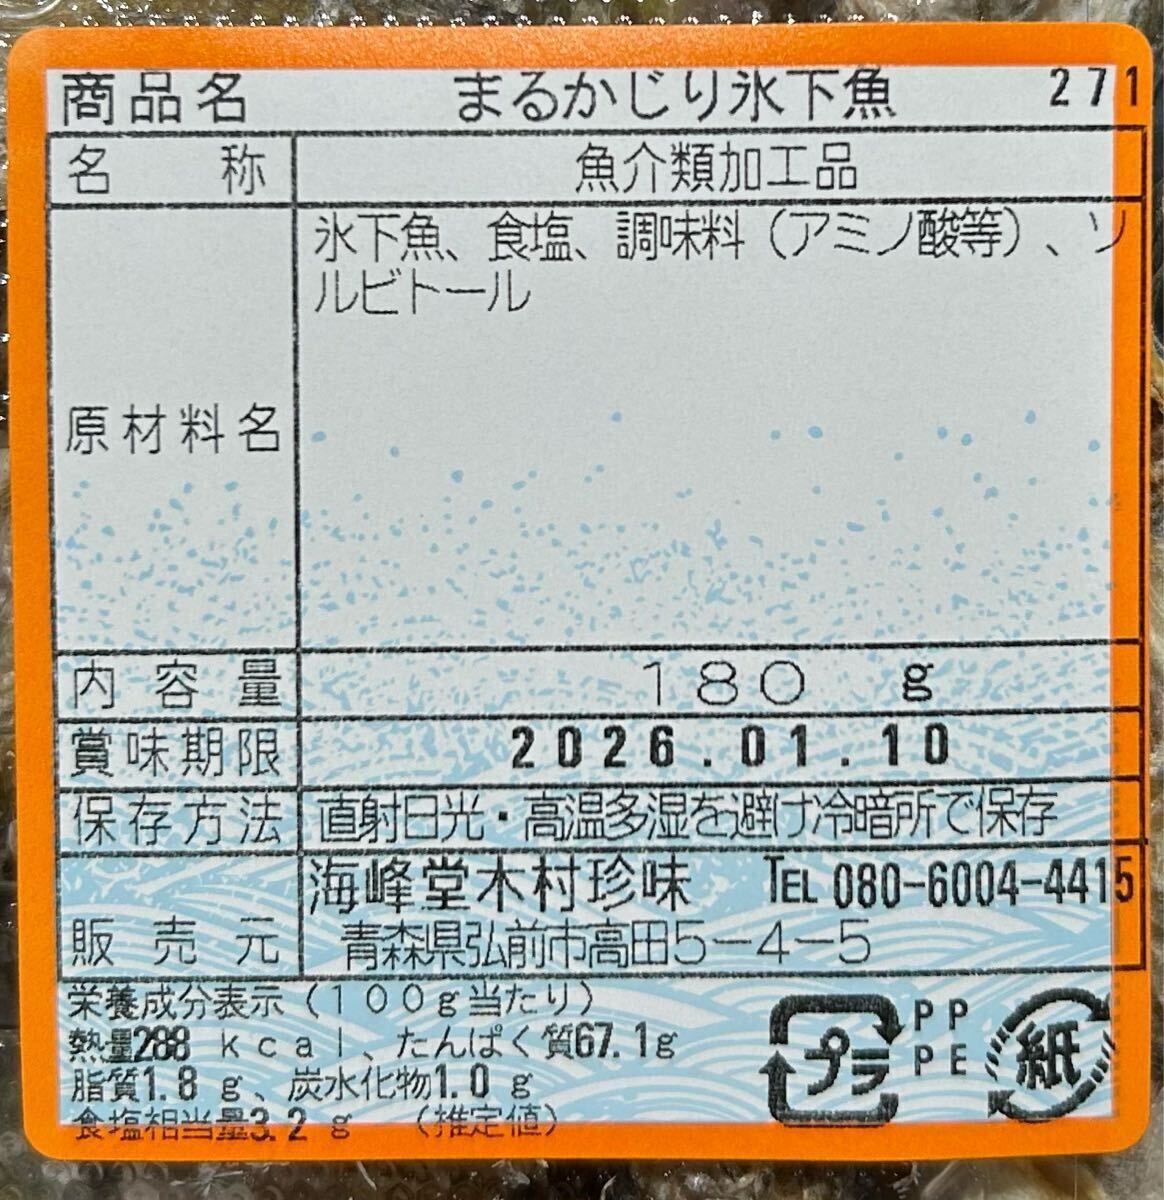 商品名 まるかじり氷下魚 271
名称 魚介類加工品
原材料名 氷下魚、食塩、調味料（アミノ酸等）、ソ
ルビトール
内容量 180 g
賞味期限 2026.01.10
保存方法 直射日光・高温多湿を避け冷暗所で保存
販売元 海峰堂木村珍味 TEL 080-6004-4415
青森県弘前市高田5-4-5
栄養成分表示（100g当たり）
熱量288 kcal、たんぱく質67.1g
脂質1.8g、炭水化物1.0g
食塩相当量3.2g （推定値）
プラ PP
PE
紙